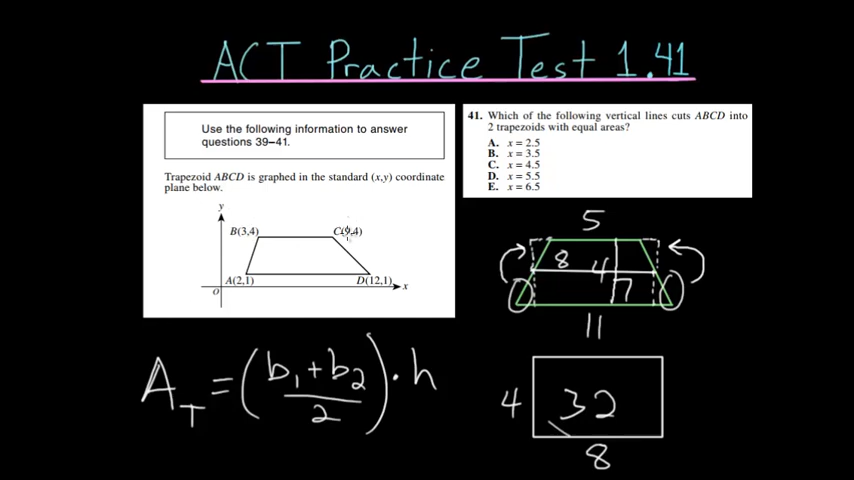 ACT Practice Test 1.41
Use the following information to answer
questions 39–41.
Trapezoid ABCD is graphed in the standard (x,y) coordinate
plane below.
y
B(3,4)
C(9,4)
A(2,1)
D(12,1)
O
x
41. Which of the following vertical lines cuts ABCD into
2 trapezoids with equal areas?
A. x = 2.5
B. x = 3.5
C. x = 4.5
D. x = 5.5
E. x = 6.5
5
8
4
7
11
A_T = (b₁+b₂/2) · h
4
32
8